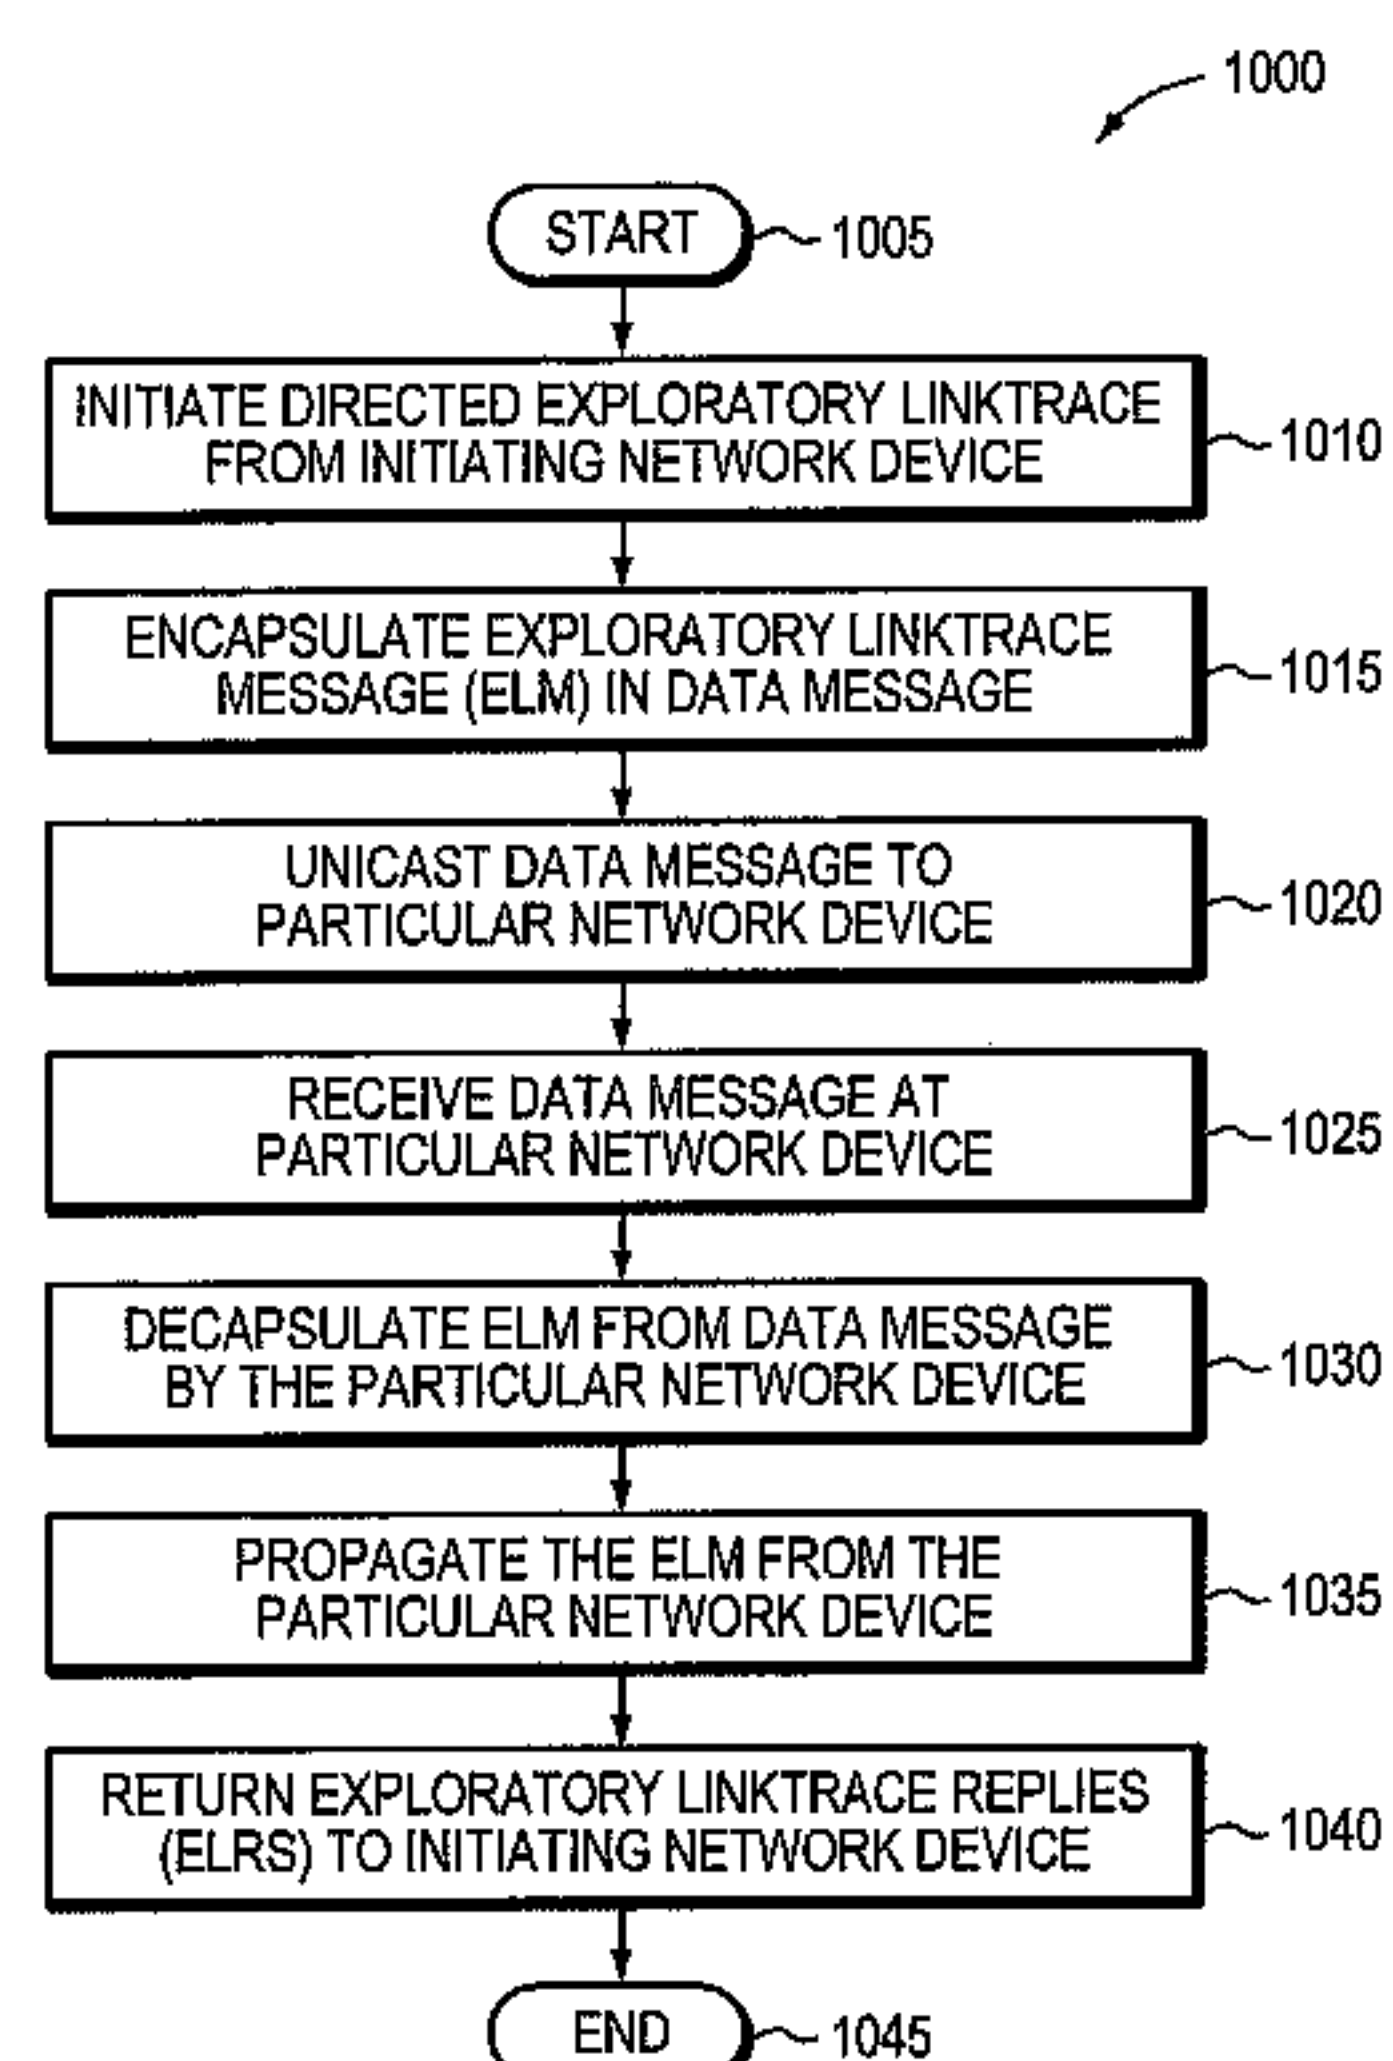 1000
START
1005
INITIATE DIRECTED EXPLORATORY LINKTRACE
FROM INITIATING NETWORK DEVICE
1010
ENCAPSULATE EXPLORATORY LINKTRACE
MESSAGE (ELM) IN DATA MESSAGE
1015
UNICAST DATA MESSAGE TO
PARTICULAR NETWORK DEVICE
1020
RECEIVE DATA MESSAGE AT
PARTICULAR NETWORK DEVICE
1025
DECAPSULATE ELM FROM DATA MESSAGE
BY THE PARTICULAR NETWORK DEVICE
1030
PROPAGATE THE ELM FROM THE
PARTICULAR NETWORK DEVICE
1035
RETURN EXPLORATORY LINKTRACE REPLIES
(ELRS) TO INITIATING NETWORK DEVICE
1040
END
1045